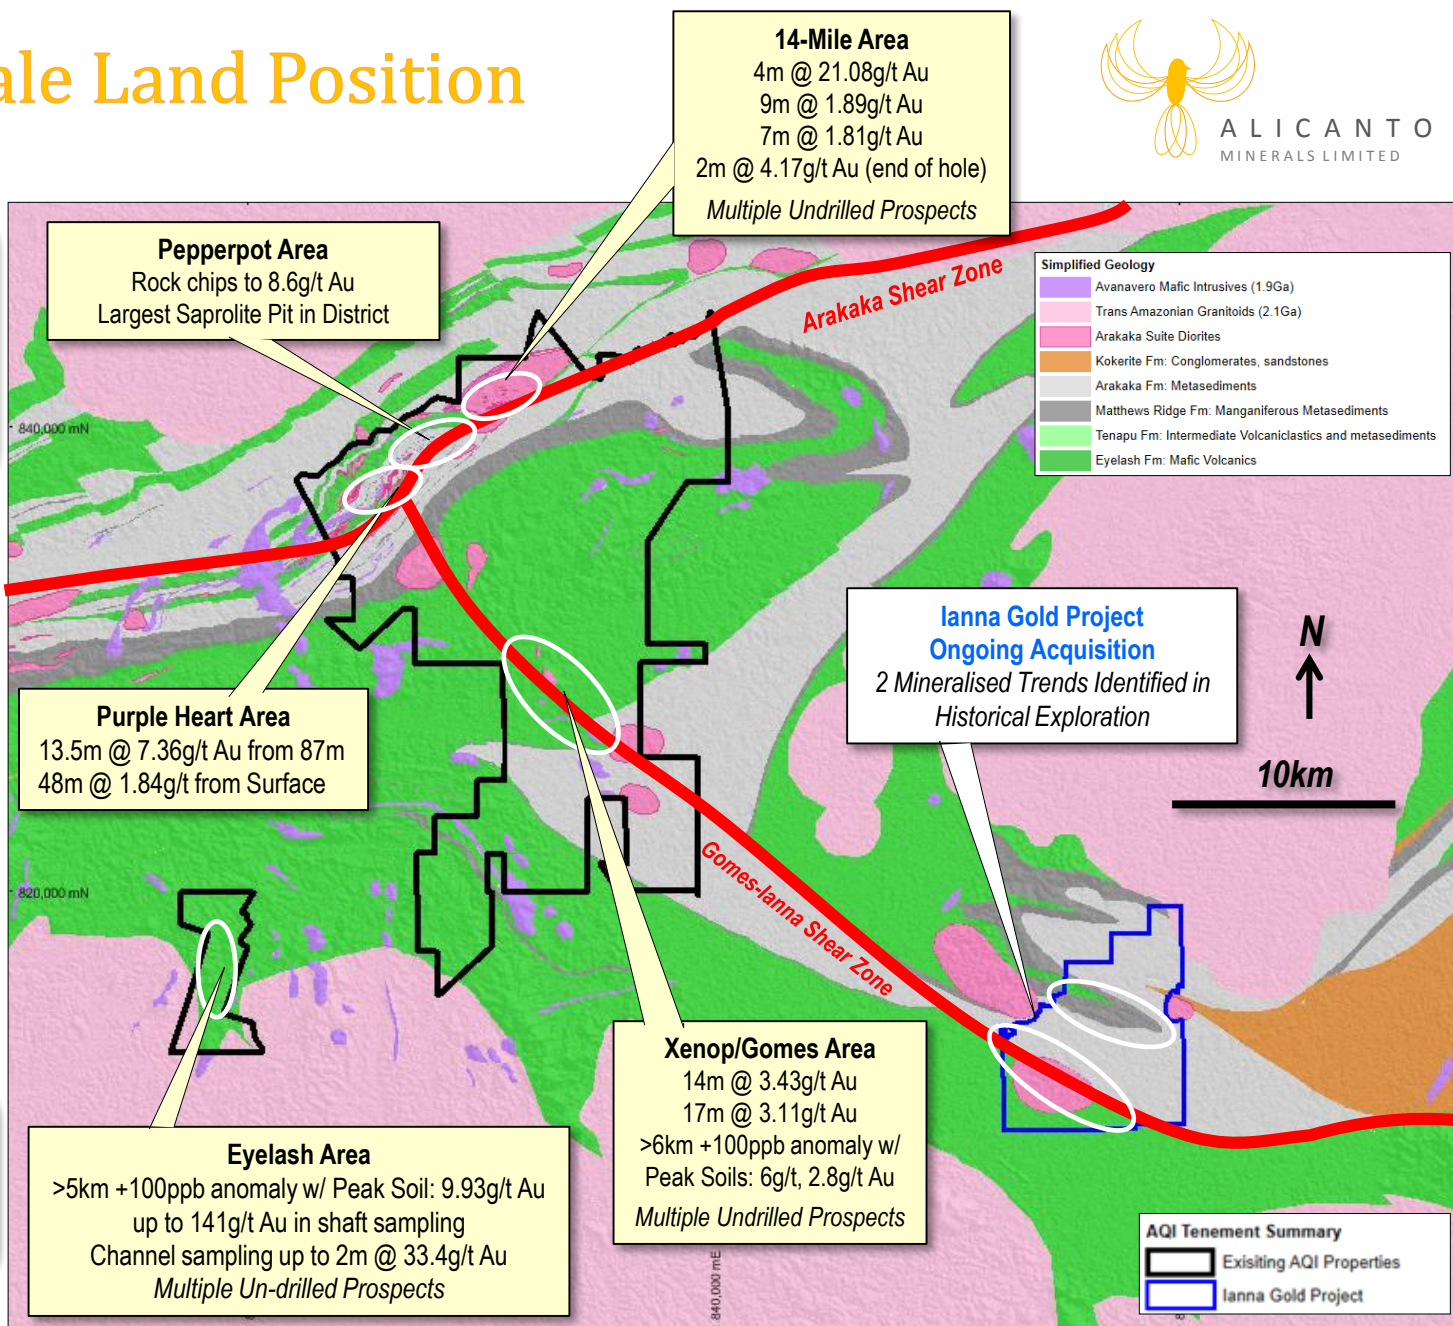 ale Land Position
ALICANTO
MINERALS LIMITED
14-Mile Area
4m @ 21.08g/t Au
9m @ 1.89g/t Au
7m @ 1.81g/t Au
2m @ 4.17g/t Au (end of hole)
Multiple Undrilled Prospects
Pepperpot Area
Rock chips to 8.6g/t Au
Largest Saprolite Pit in District
Arakaka Shear Zone
Simplified Geology
Avanavero Mafic Intrusives (1.9Ga)
Trans Amazonian Granitoids (2.1Ga)
Arakaka Suite Diorites
Kokerite Fm: Conglomerates, sandstones
Arakaka Fm: Metasediments
Matthews Ridge Fm: Manganiferous Metasediments
Tenapu Fm: Intermediate Volcaniclastics and metasediments
Eyelash Fm: Mafic Volcanics
840,000 mN
Ianna Gold Project
Ongoing Acquisition
2 Mineralised Trends Identified in
Historical Exploration
N
10km
Purple Heart Area
13.5m @ 7.36g/t Au from 87m
48m @ 1.84g/t from Surface
Gomes-Ianna Shear Zone
820,000 mN
Xenop/Gomes Area
14m @ 3.43g/t Au
17m @ 3.11g/t Au
>6km +100ppb anomaly w/
Peak Soils: 6g/t, 2.8g/t Au
Multiple Undrilled Prospects
Eyelash Area
>5km +100ppb anomaly w/ Peak Soil: 9.93g/t Au
up to 141g/t Au in shaft sampling
Channel sampling up to 2m @ 33.4g/t Au
Multiple Un-drilled Prospects
840,000 mE
AQI Tenement Summary
Exisiting AQI Properties
Ianna Gold Project